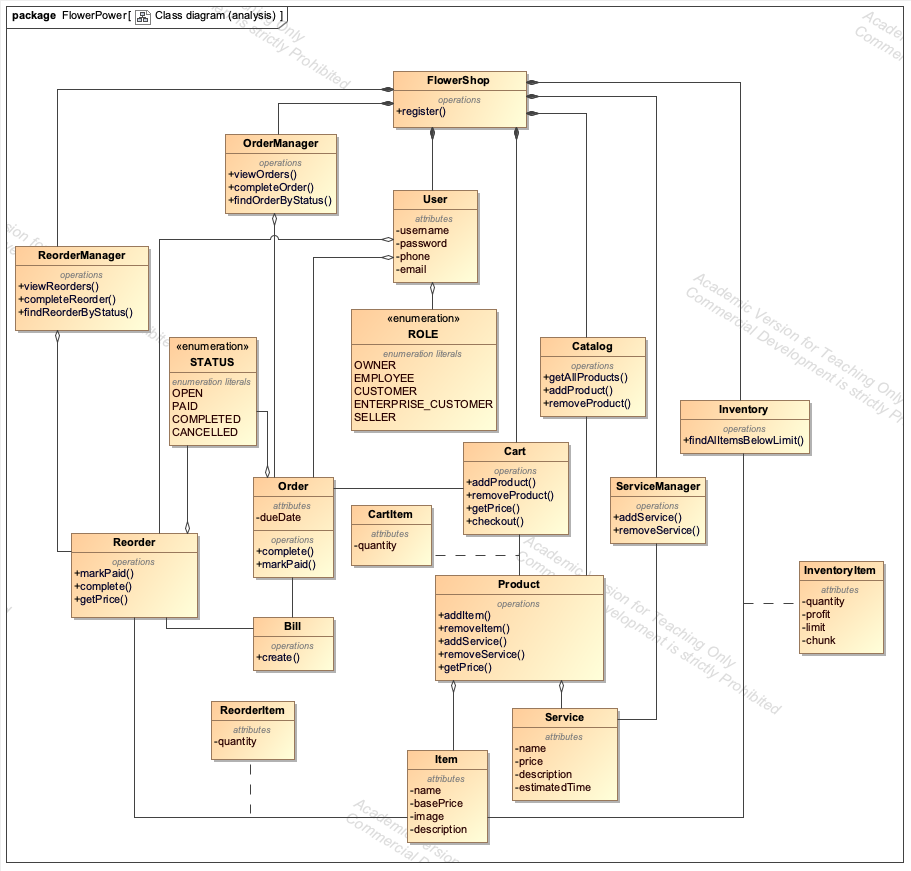 package FlowerPower[ Class diagram (analysis) ]
FlowerShop
operations
+register()
OrderManager
operations
+viewOrders()
+completeOrder()
+findOrderByStatus()
User
attributes
-username
-password
-phone
-email
ReorderManager
operations
+viewReorders()
+completeReorder()
+findReorderByStatus()
«enumeration»
STATUS
enumeration literals
OPEN
PAID
COMPLETED
CANCELLED
«enumeration»
ROLE
enumeration literals
OWNER
EMPLOYEE
CUSTOMER
ENTERPRISE_CUSTOMER
SELLER
Catalog
operations
+getAllProducts()
+addProduct()
+removeProduct()
Inventory
operations
+findAllItemsBelowLimit()
Cart
operations
+addProduct()
+removeProduct()
+getPrice()
+checkout()
ServiceManager
operations
+addService()
+removeService()
Order
attributes
-dueDate
operations
+complete()
+markPaid()
CartItem
attributes
-quantity
Reorder
operations
+markPaid()
+complete()
+getPrice()
Product
operations
+addItem()
+removeItem()
+addService()
+removeService()
+getPrice()
InventoryItem
attributes
-quantity
-profit
-limit
-chunk
Bill
operations
+create()
ReorderItem
attributes
-quantity
Service
attributes
-name
-price
-description
-estimatedTime
Item
attributes
-name
-basePrice
-image
-description
Academic Version for Teaching Only
Commercial Development is strictly Prohibited